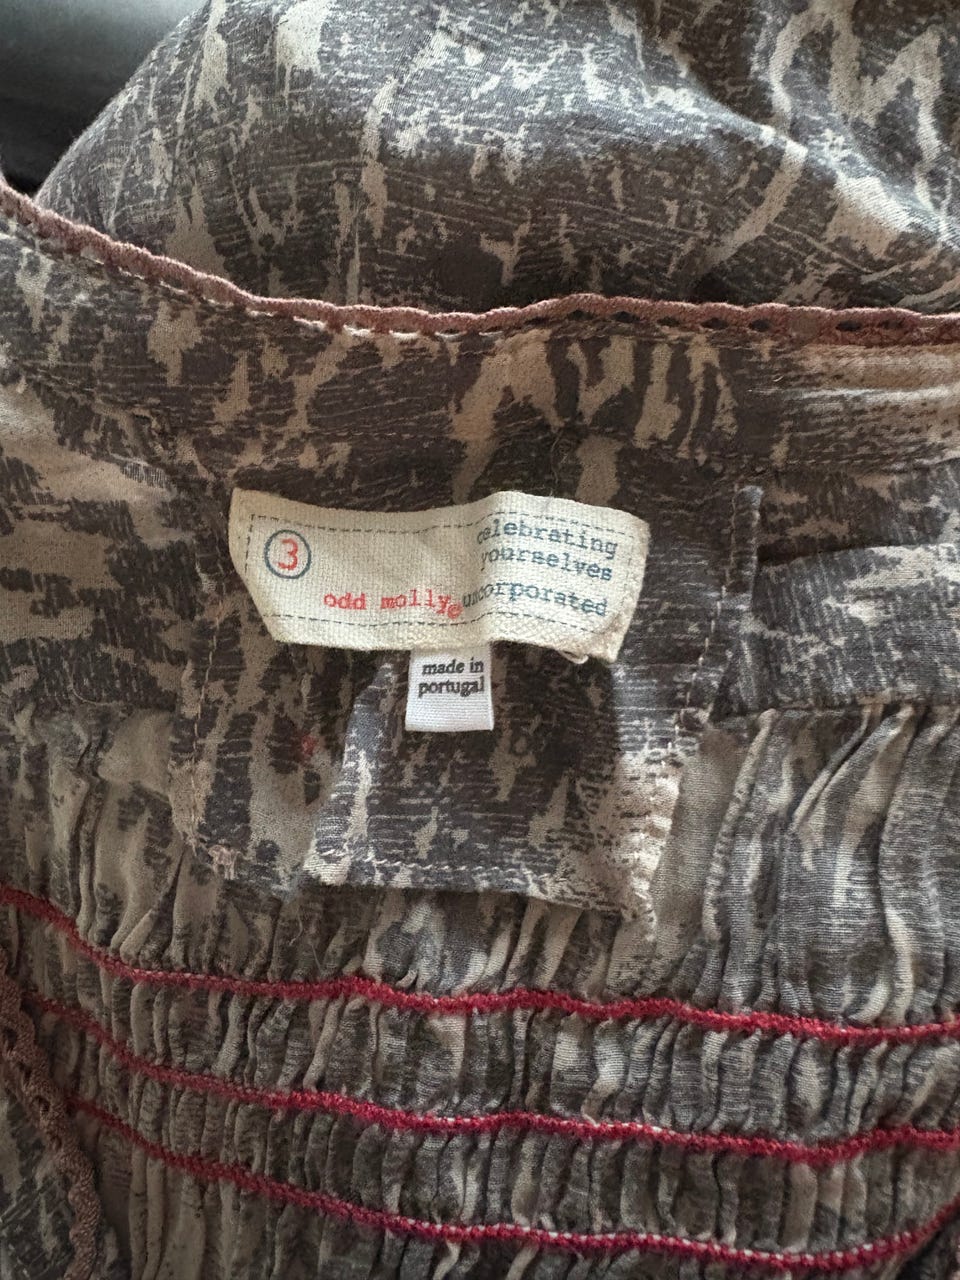 3
celebrating
yourselves
odd molly® uncorporated
made in
portugal